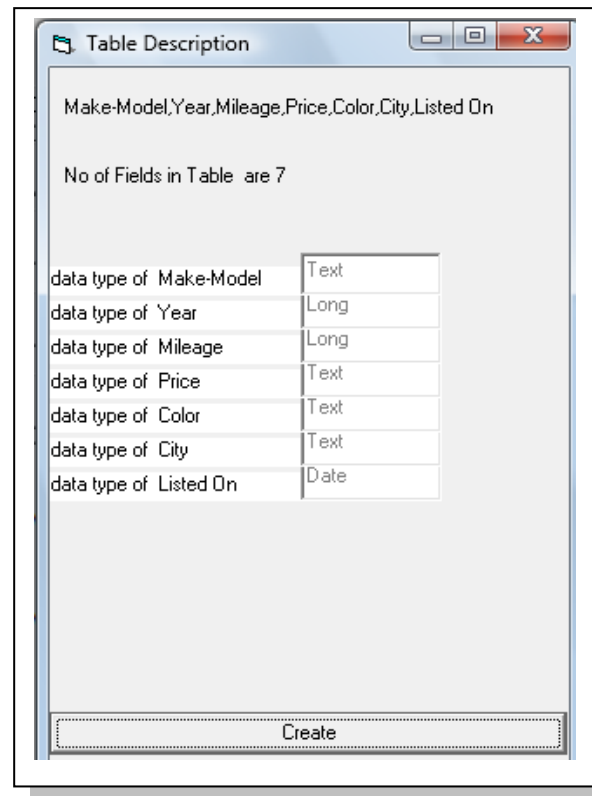 Table Description
Make-Model,Year,Mileage,Price,Color,City,Listed On
No of Fields in Table are 7
data type of Make-Model Text
data type of Year Long
data type of Mileage Long
data type of Price Text
data type of Color Text
data type of City Text
data type of Listed On Date
Create